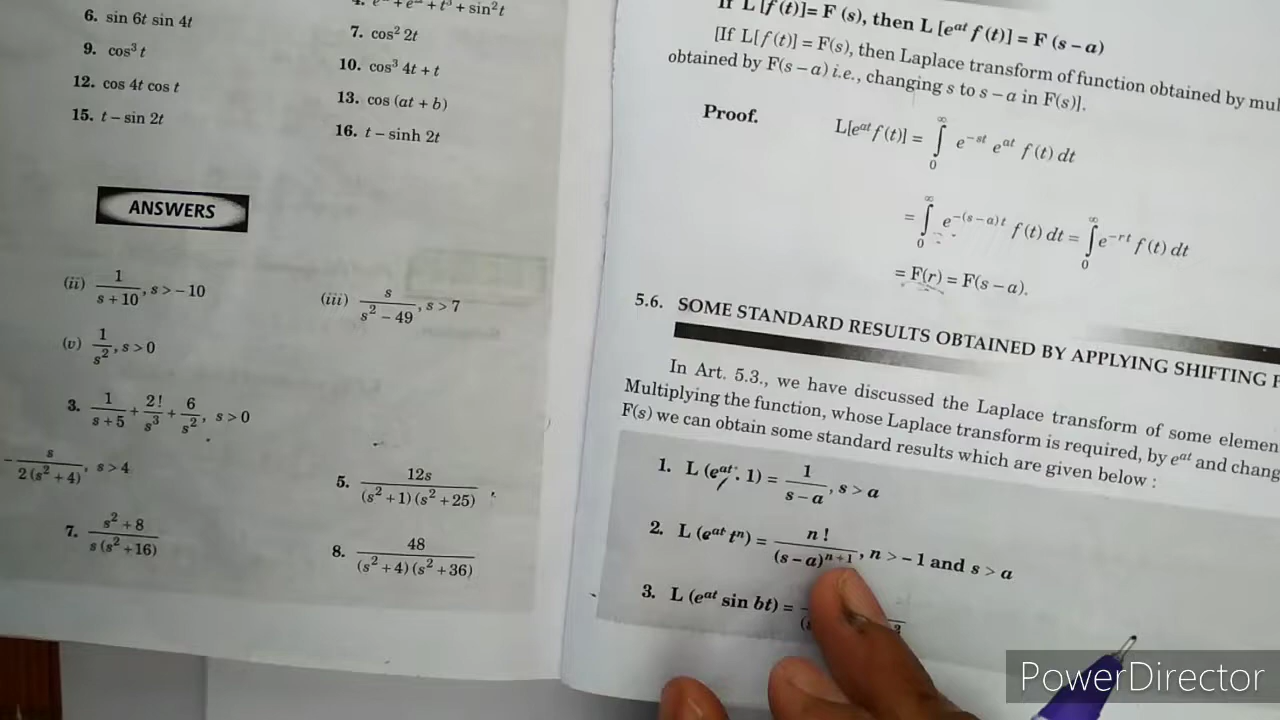 4. e^{-t} + e^{-2t} + t³ + sin² t
6. sin 6t sin 4t
7. cos² 2t
9. cos³ t
10. cos³ 4t + t
12. cos 4t cos t
13. cos (at + b)
15. t – sin 2t
16. t – sinh 2t
ANSWERS
(ii) 1/(s + 10), s > – 10
(iii) s/(s² – 49), s > 7
(v) 1/s², s > 0
3. 1/(s + 5) + 2!/s³ + 6/s², s > 0
– s/(2 (s² + 4)), s > 4
5. 12s/((s² + 1) (s² + 25))
7. (s² + 8)/(s (s² + 16))
8. 48/((s² + 4) (s² + 36))
If L [f (t)] = F (s), then L [e^{at} f (t)] = F (s – a)
[If L[f (t)] = F(s), then Laplace transform of function obtained by mul
obtained by F(s – a) i.e., changing s to s – a in F(s)].
Proof. L[e^{at} f (t)] = ∫₀^∞ e^{–st} e^{at} f (t) dt
= ∫₀^∞ e^{–(s – a) t} f (t) dt = ∫₀^∞ e^{–rt} f (t) dt
= F(r) = F(s – a).
5.6. SOME STANDARD RESULTS OBTAINED BY APPLYING SHIFTING
In Art. 5.3., we have discussed the Laplace transform of some elemen
Multiplying the function, whose Laplace transform is required, by e^{at} and chang
F(s) we can obtain some standard results which are given below :
1. L (e^{at} . 1) = 1/(s – a), s > a
2. L (e^{at} tⁿ) = n !/(s – a)^{n + 1}, n > – 1 and s > a
3. L (e^{at} sin bt) =
PowerDirector